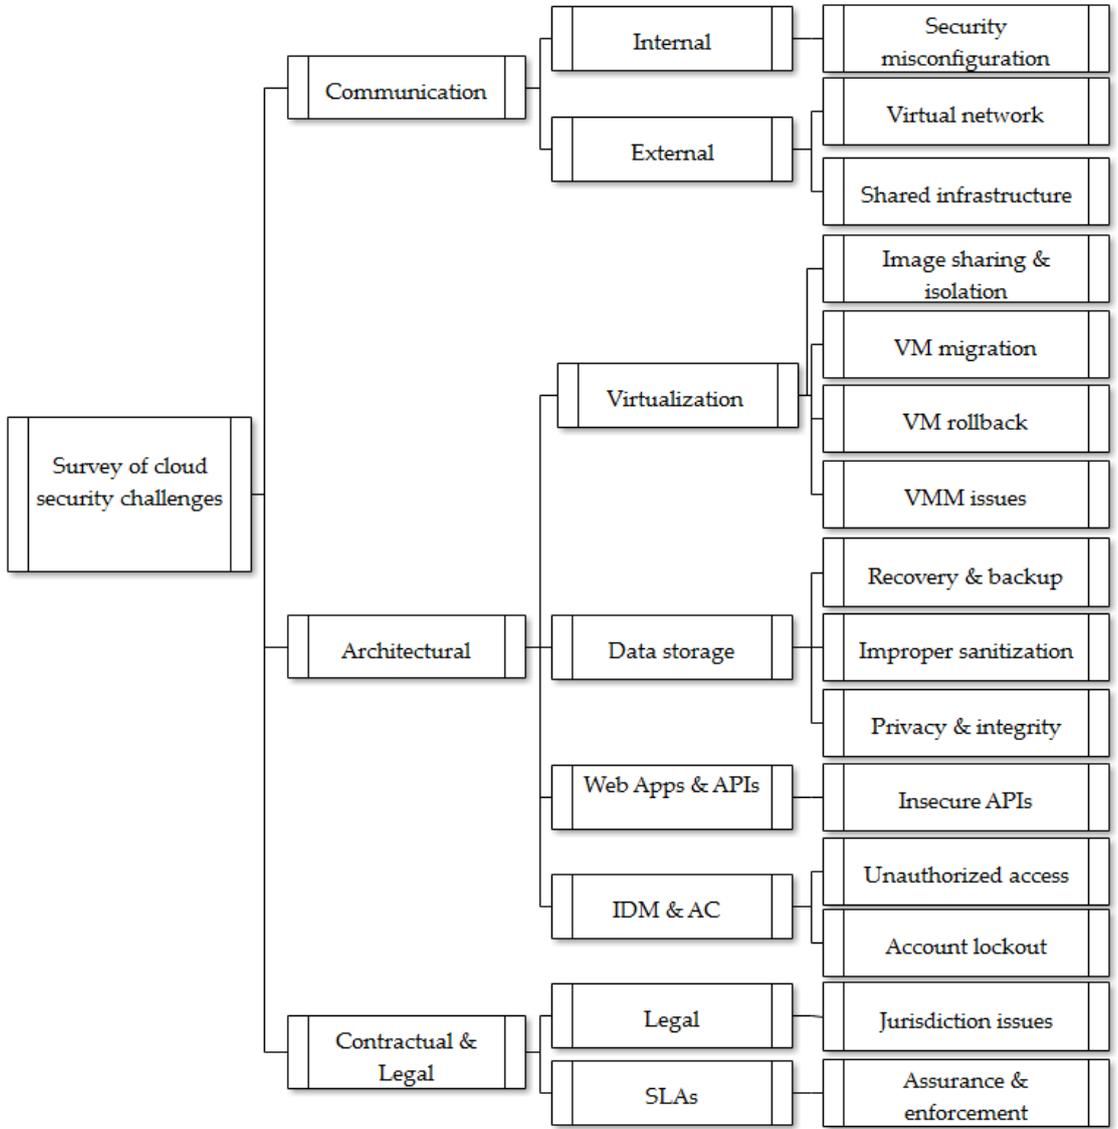 Survey of cloud
security challenges
Communication
Internal
Security
misconfiguration
External
Virtual network
Shared infrastructure
Architectural
Virtualization
Image sharing &
isolation
VM migration
VM rollback
VMM issues
Data storage
Recovery & backup
Improper sanitization
Privacy & integrity
Web Apps & APIs
Insecure APIs
IDM & AC
Unauthorized access
Account lockout
Contractual &
Legal
Legal
Jurisdiction issues
SLAs
Assurance &
enforcement